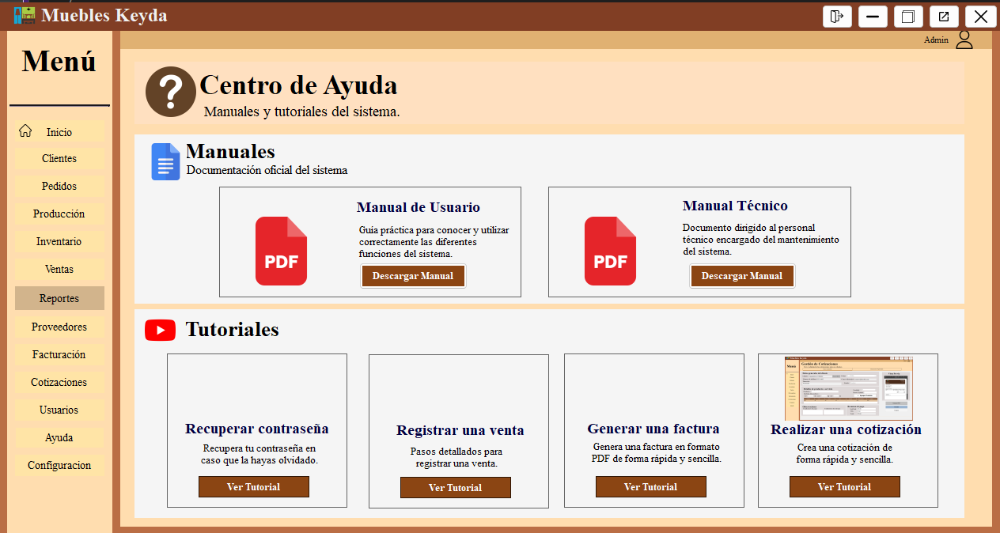 Muebles Keyda
Admin
Menú
Inicio
Clientes
Pedidos
Producción
Inventario
Ventas
Reportes
Proveedores
Facturación
Cotizaciones
Usuarios
Ayuda
Configuracion
Centro de Ayuda
Manuales y tutoriales del sistema.
Manuales
Documentación oficial del sistema
PDF
Manual de Usuario
Guia práctica para conocer y utilizar
correctamente las diferentes
funciones del sistema.
Descargar Manual
PDF
Manual Técnico
Documento dirigido al personal
técnico encargado del mantenimiento
del sistema.
Descargar Manual
Tutoriales
Recuperar contraseña
Recupera tu contraseña en
caso que la hayas olvidado.
Ver Tutorial
Registrar una venta
Pasos detallados para
registrar una venta.
Ver Tutorial
Generar una factura
Genera una factura en formato
PDF de forma rápida y sencilla.
Ver Tutorial
Gestión de Cotizaciones
Menú
Realizar una cotización
Crea una cotización de
forma rápida y sencilla.
Ver Tutorial